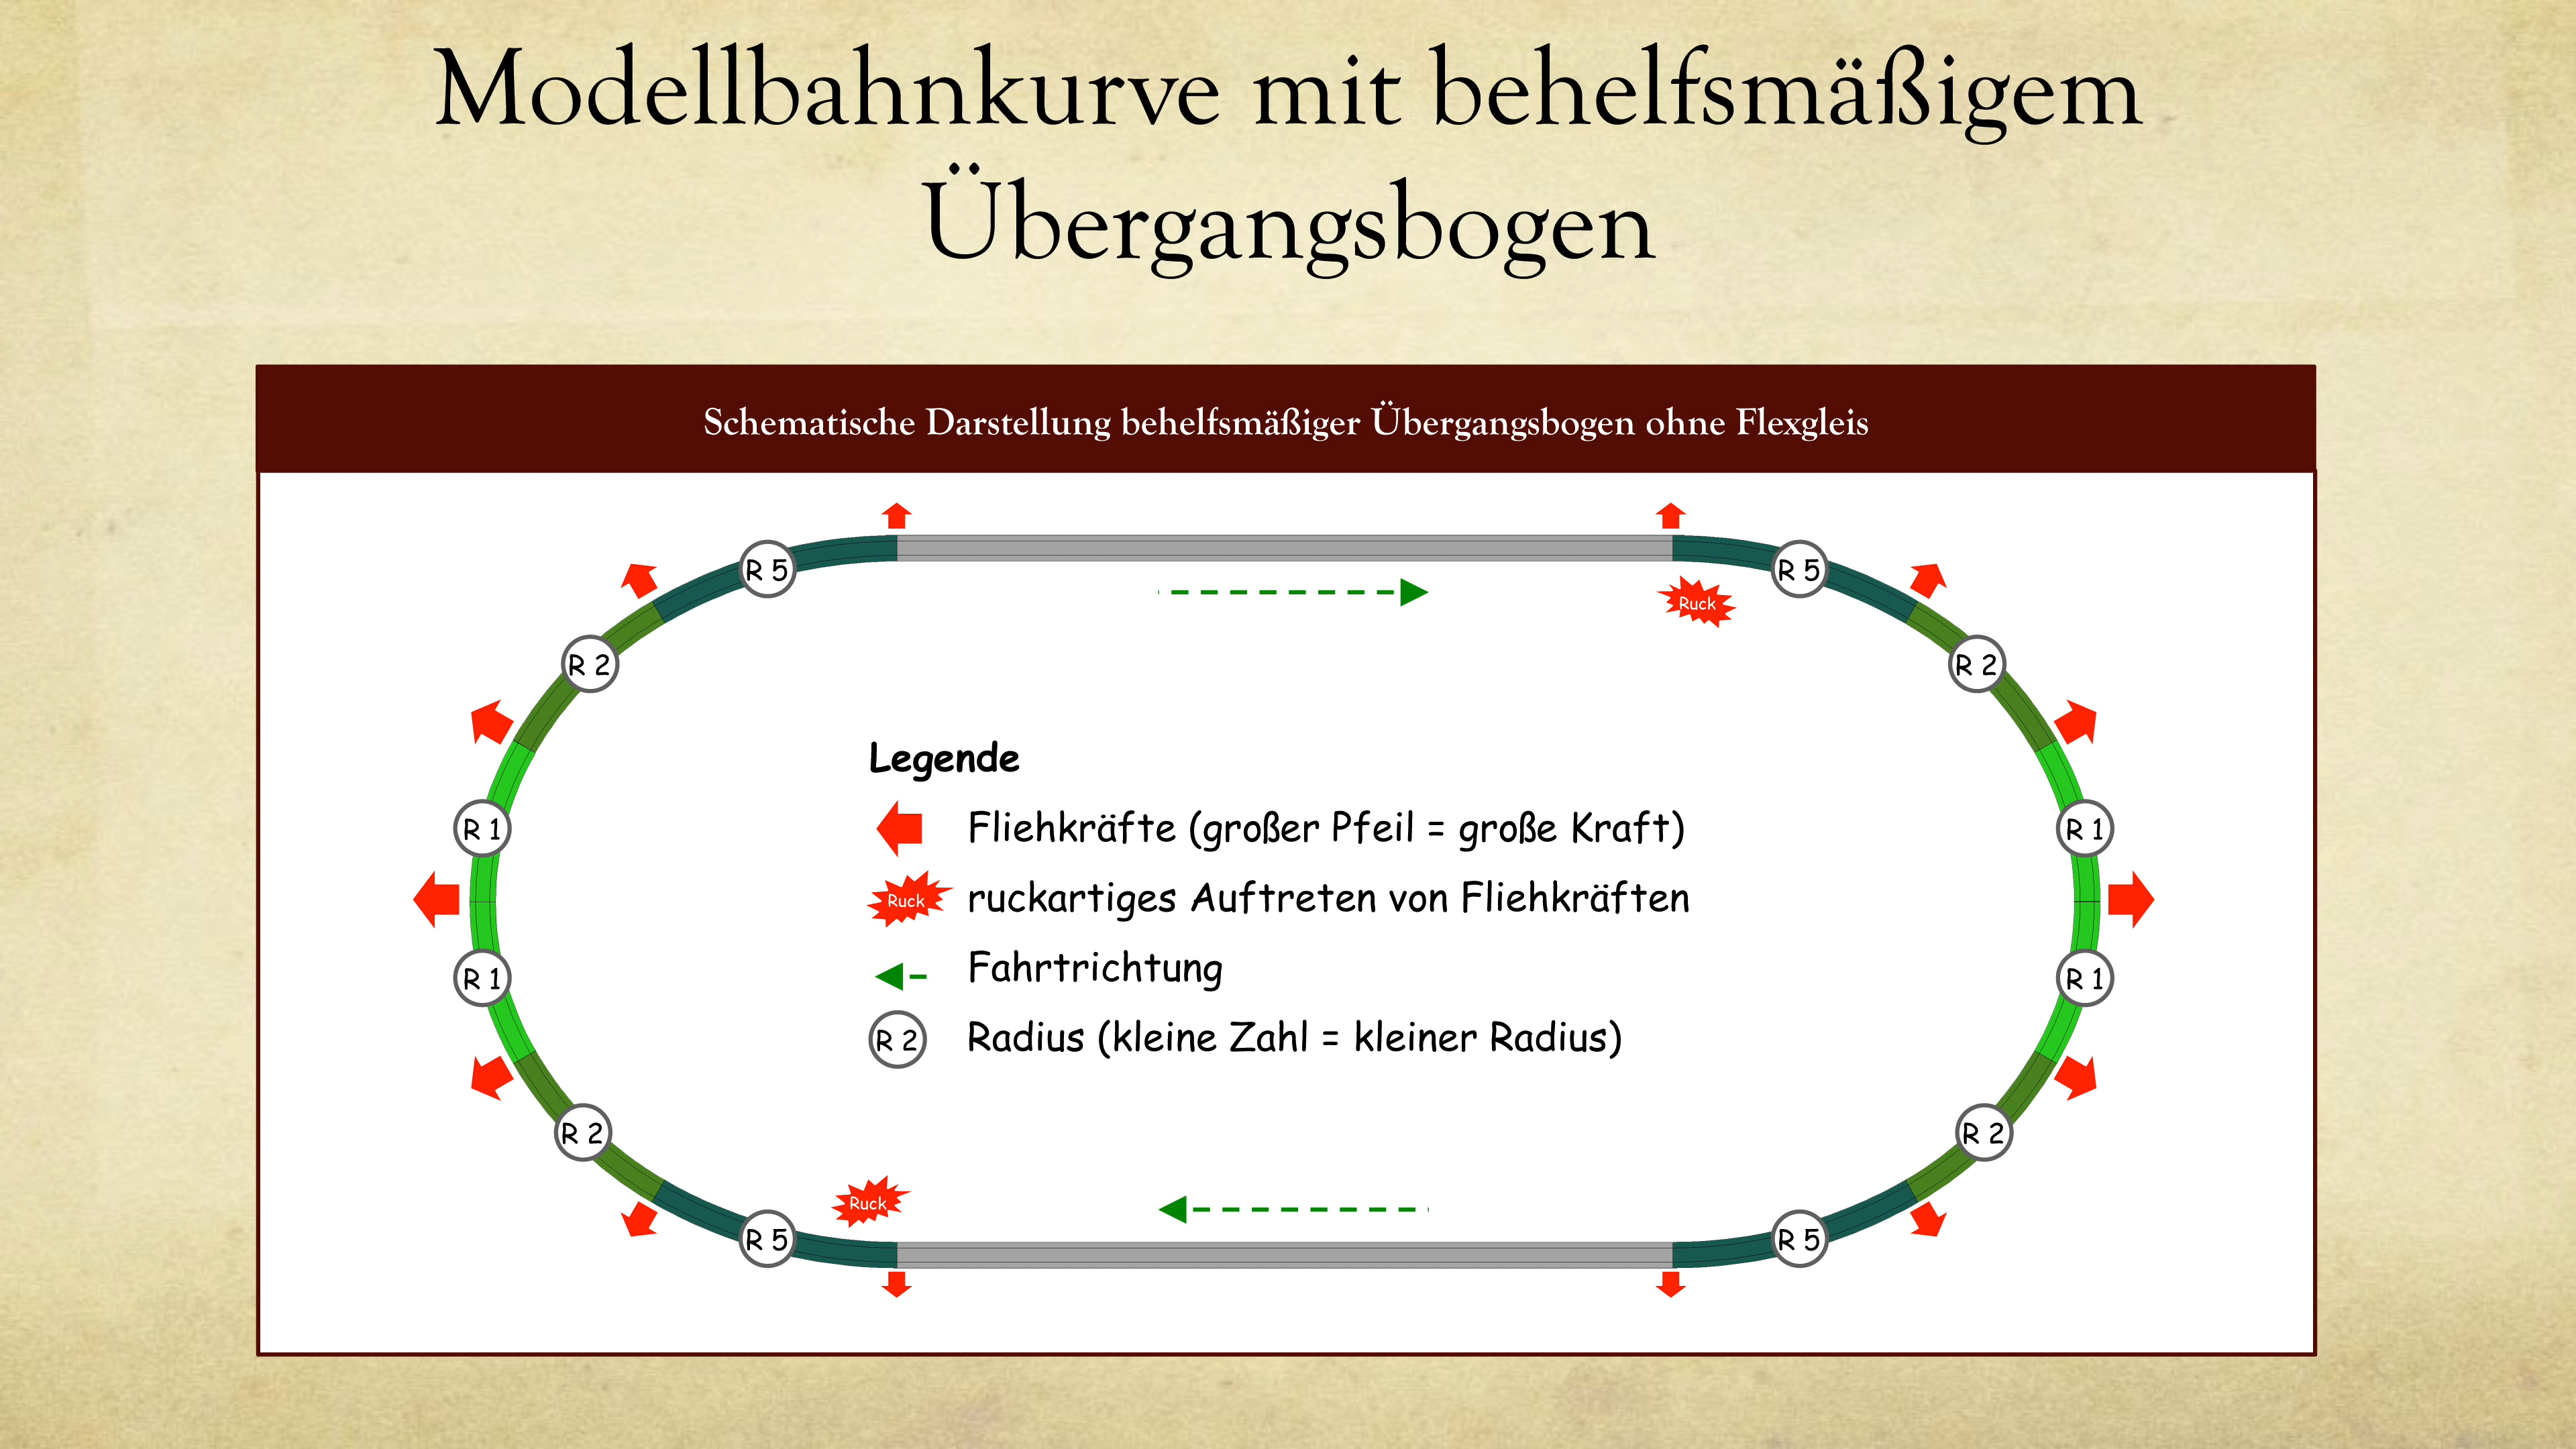 Modellbahnkurve mit behelfsmäßigem
Übergangsbogen
Schematische Darstellung behelfsmäßiger Übergangsbogen ohne Flexgleis
R 5
R 5
Ruck
R 2
R 2
Legende
R 1
Fliehkräfte (großer Pfeil = große Kraft)
R 1
Ruck
ruckartiges Auftreten von Fliehkräften
R 1
Fahrtrichtung
R 1
R 2
Radius (kleine Zahl = kleiner Radius)
R 2
R 2
Ruck
R 5
R 5